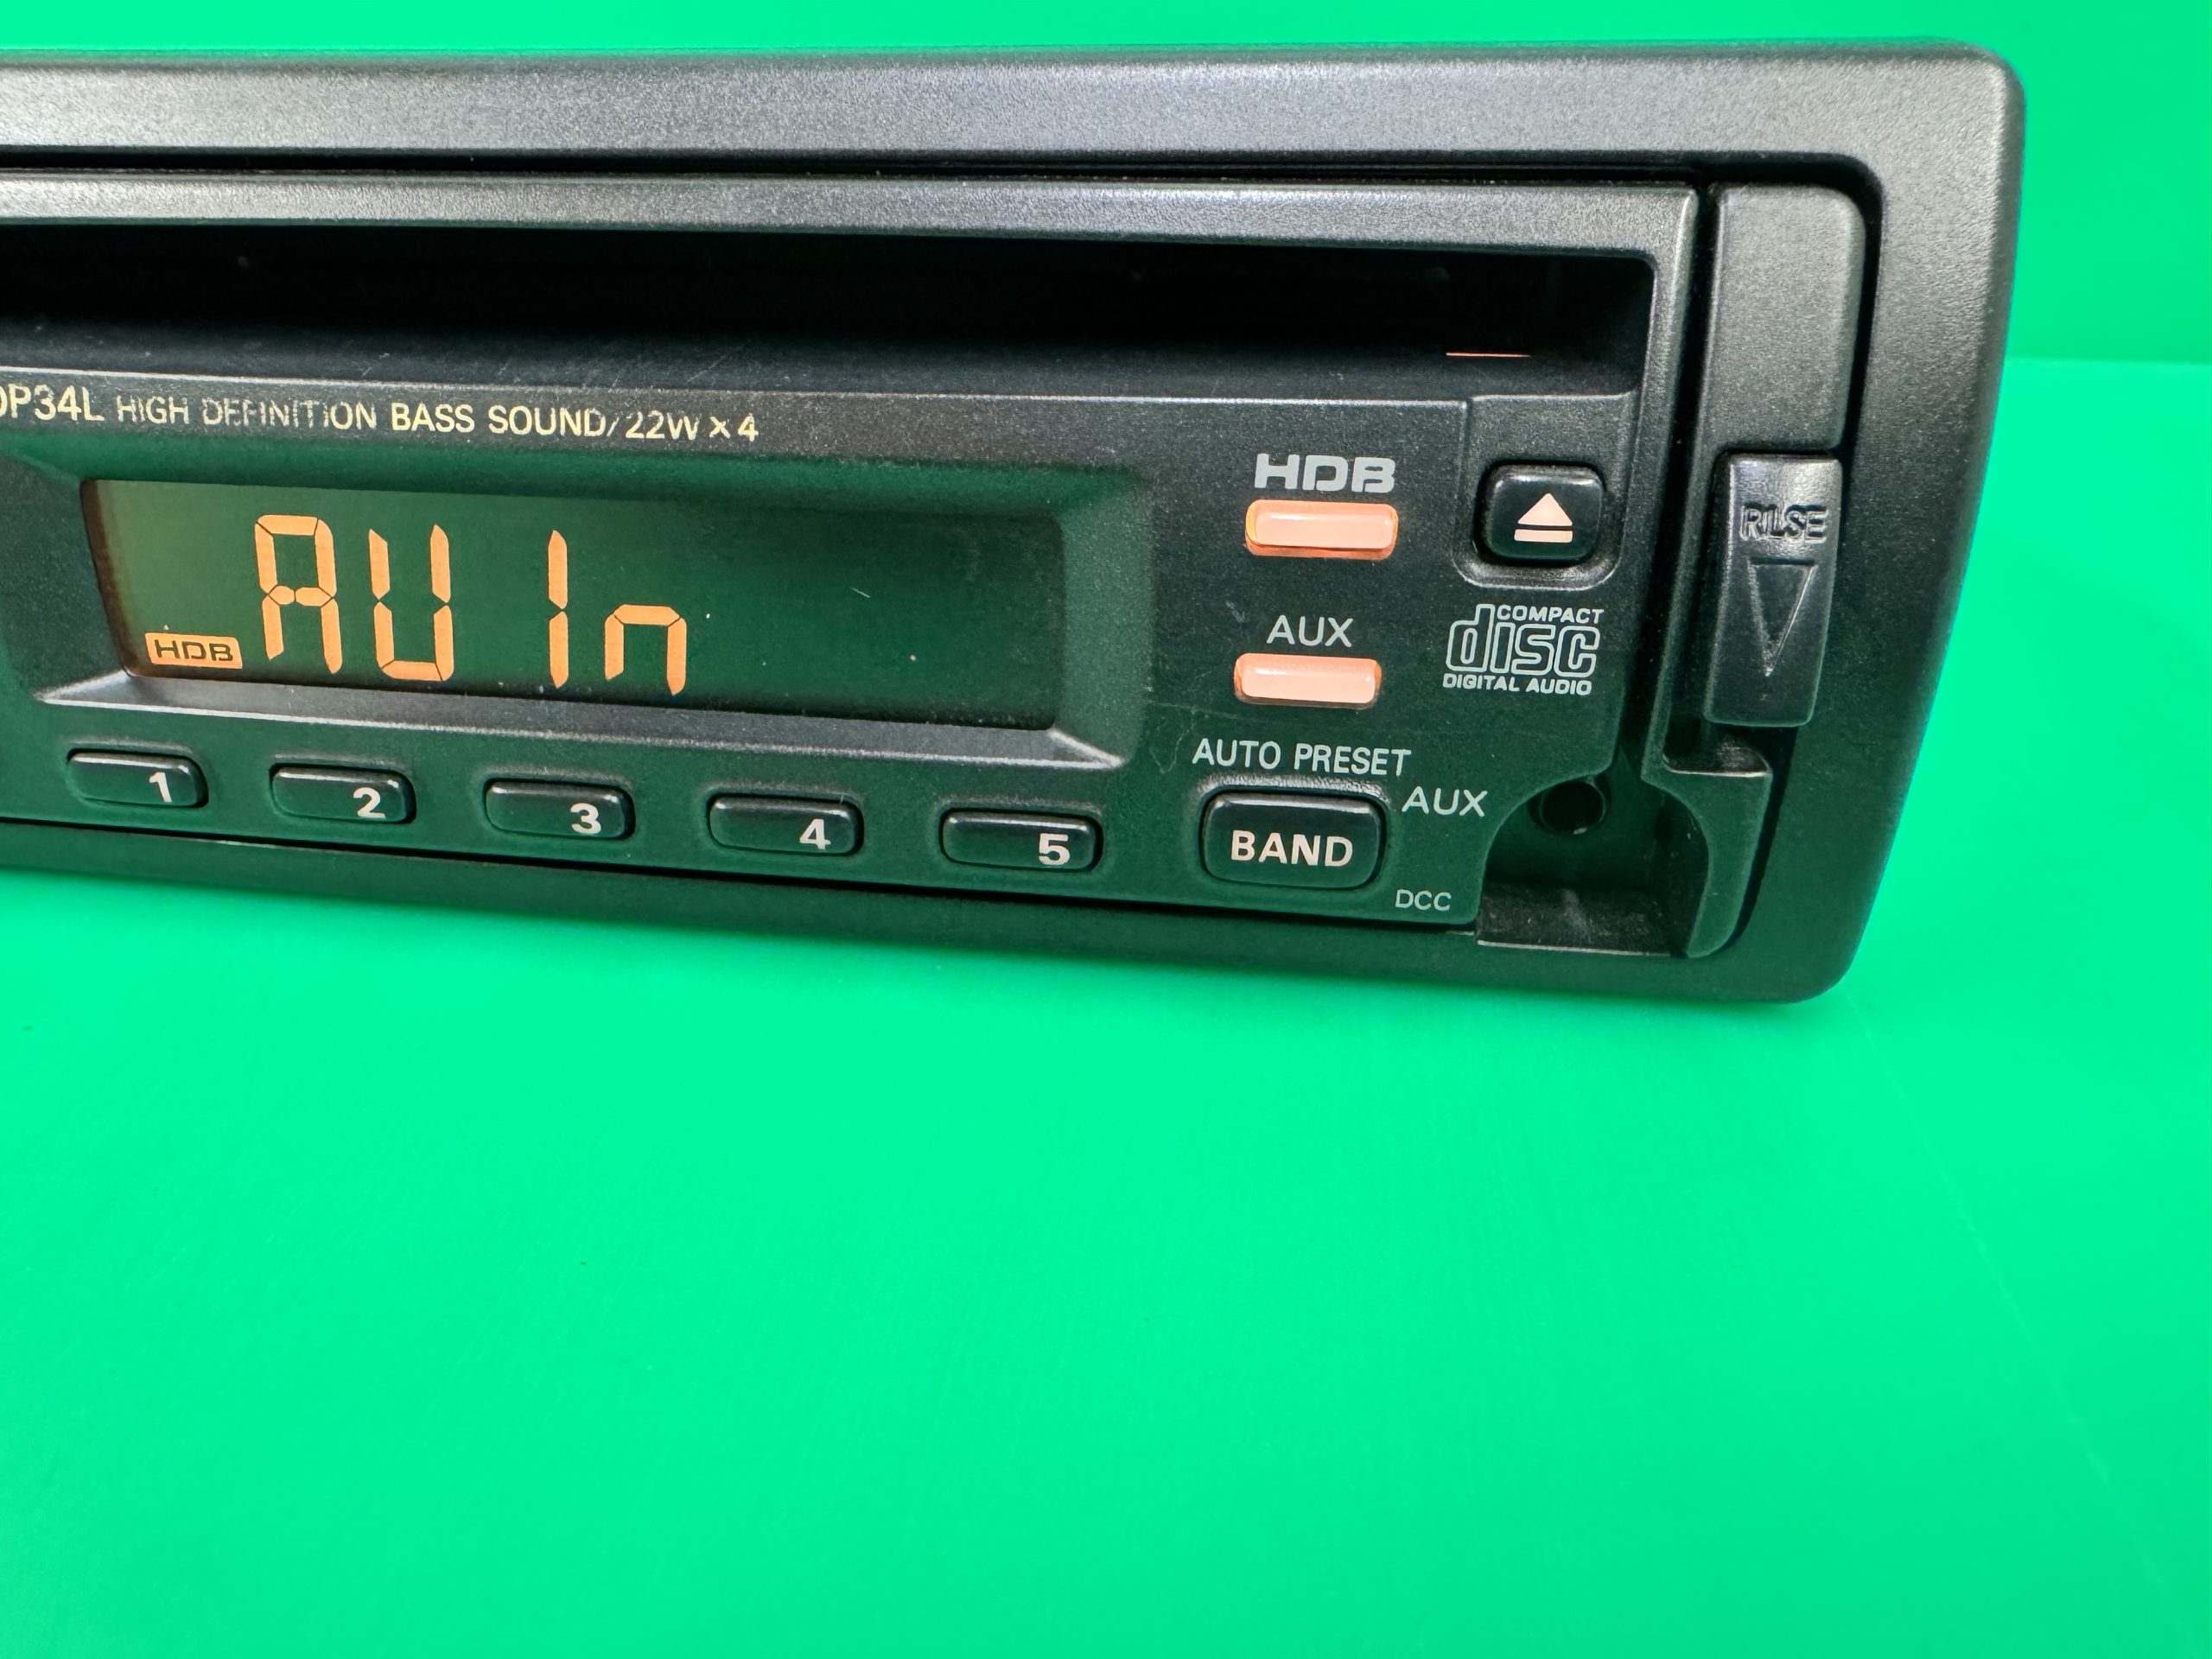 DP34L HIGH DEFINITION BASS SOUND/22W×4
HDB
AU In
HDB
AUX
COMPACT
disc
DIGITAL AUDIO
RLSE
AUTO PRESET
AUX
1 2 3 4 5 BAND
DCC